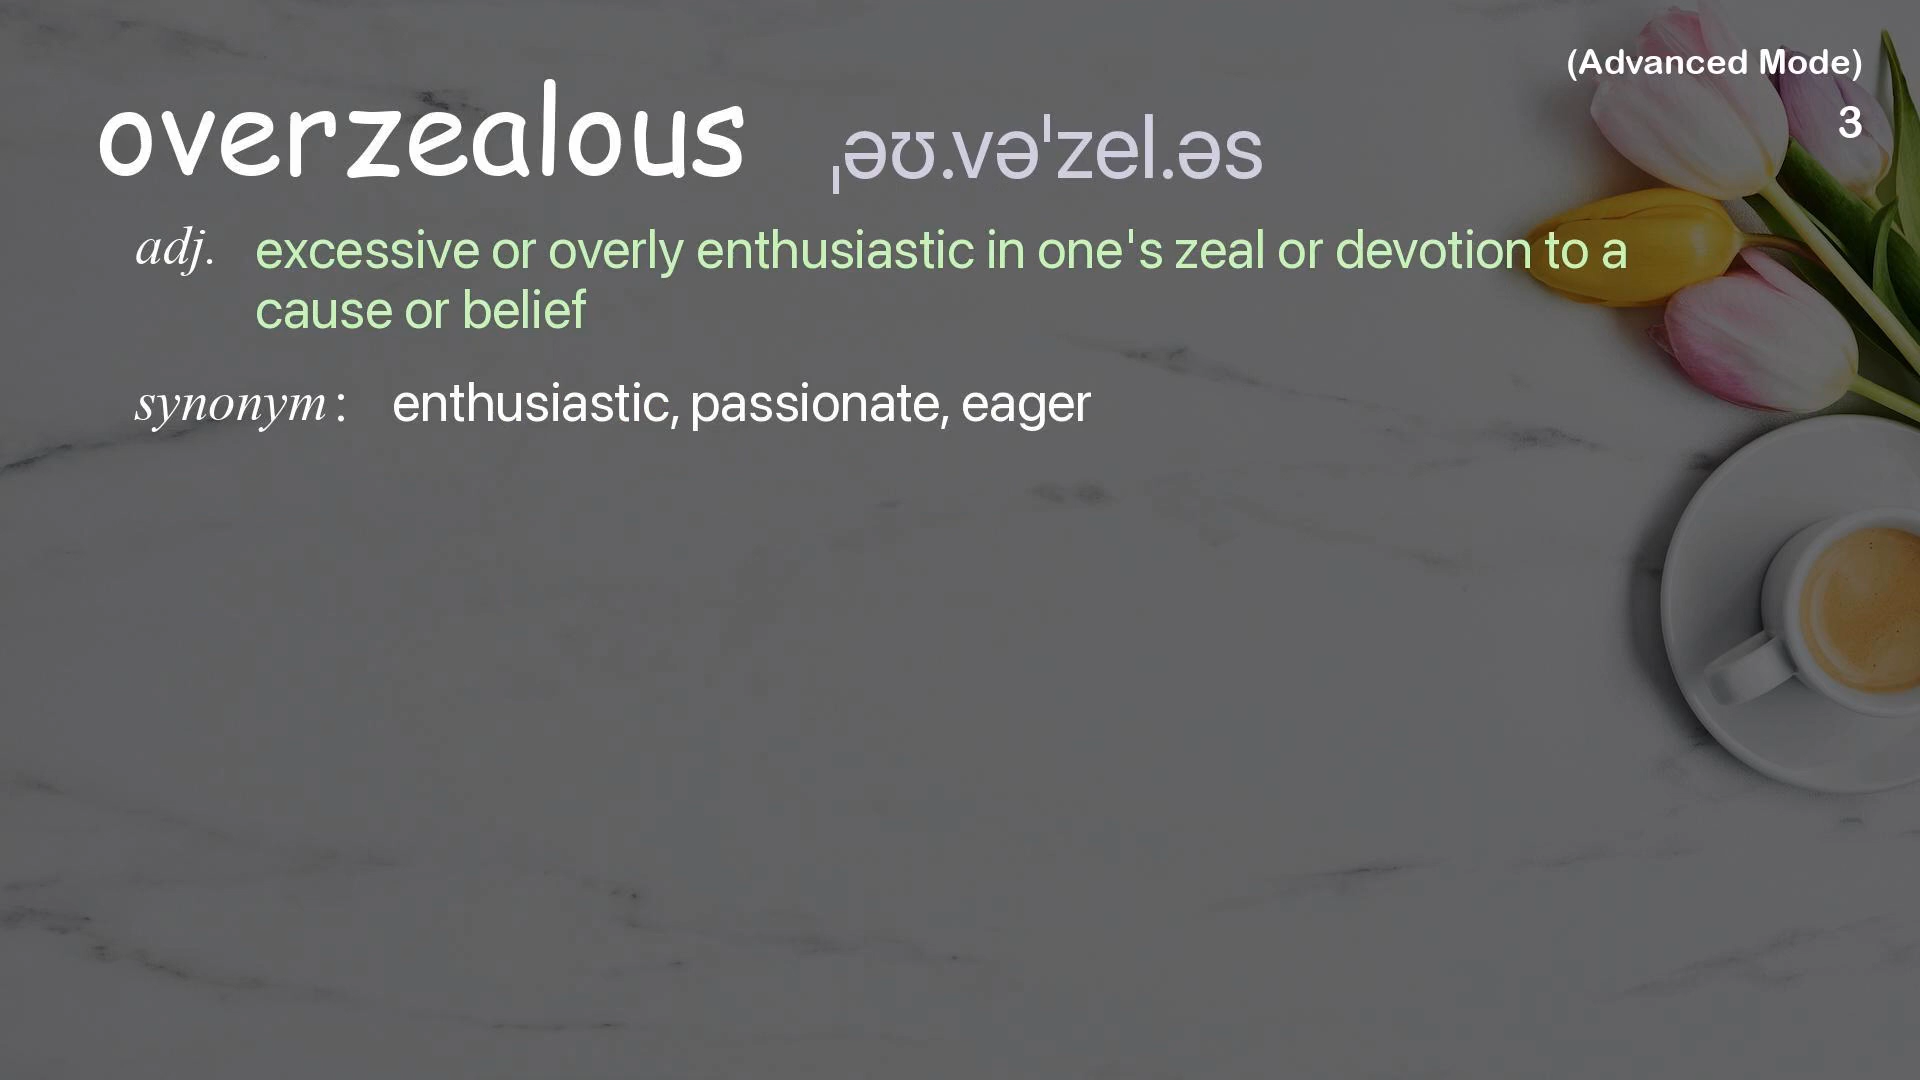 (Advanced Mode)
overzealous ˌəʊ.vəˈzel.əs
3
adj. excessive or overly enthusiastic in one's zeal or devotion to a
cause or belief
synonym: enthusiastic, passionate, eager